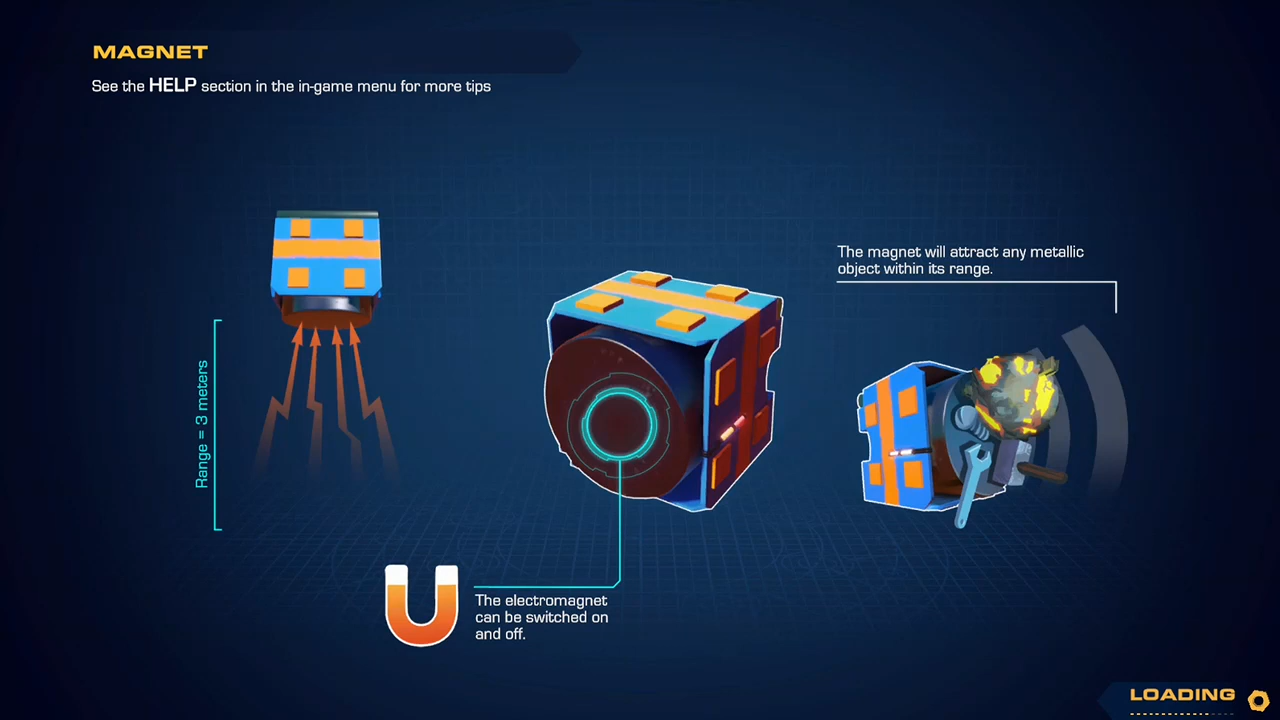 MAGNET
See the HELP section in the in-game menu for more tips
The magnet will attract any metallic
object within its range.
Range = 3 meters
The electromagnet
can be switched on
and off.
LOADING